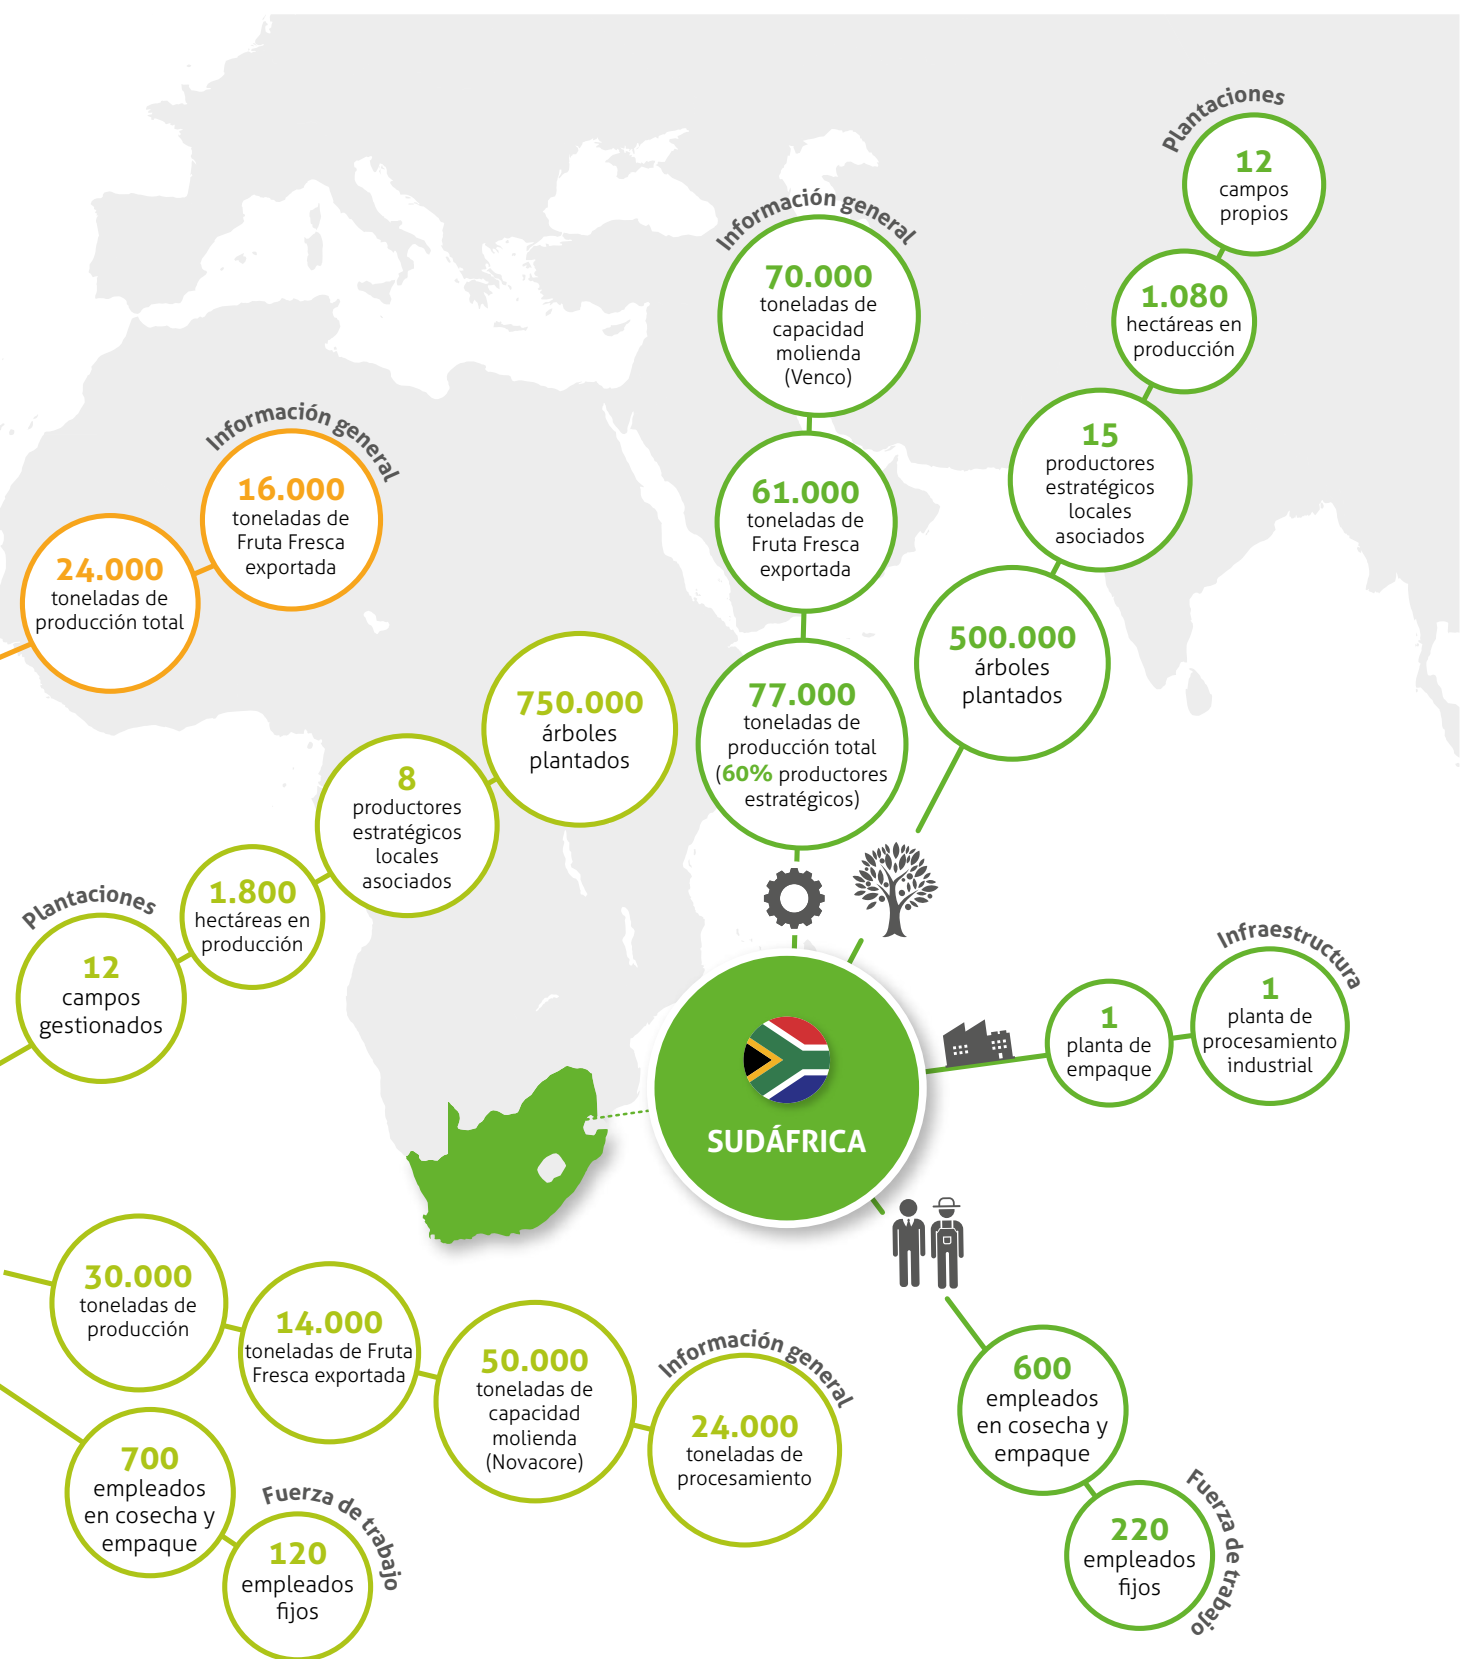 Plantaciones
12
campos
propios
1.080
hectáreas en
producción
15
productores
estratégicos
locales
asociados
500.000
árboles
plantados
Información general
70.000
toneladas de
capacidad
molienda
(Venco)
61.000
toneladas de
Fruta Fresca
exportada
77.000
toneladas de
producción total
(60% productores
estratégicos)
Información general
16.000
toneladas de
Fruta Fresca
exportada
24.000
toneladas de
producción total
750.000
árboles
plantados
8
productores
estratégicos
locales
asociados
1.800
hectáreas en
producción
Plantaciones
12
campos
gestionados
Infraestructura
1
planta de
procesamiento
industrial
1
planta de
empaque
SUDÁFRICA
30.000
toneladas de
producción
14.000
toneladas de Fruta
Fresca exportada
50.000
toneladas de
capacidad
molienda
(Novacore)
Información general
24.000
toneladas de
procesamiento
600
empleados
en cosecha y
empaque
Fuerza de trabajo
220
empleados
fijos
700
empleados
en cosecha y
empaque
Fuerza de trabajo
120
empleados
fijos